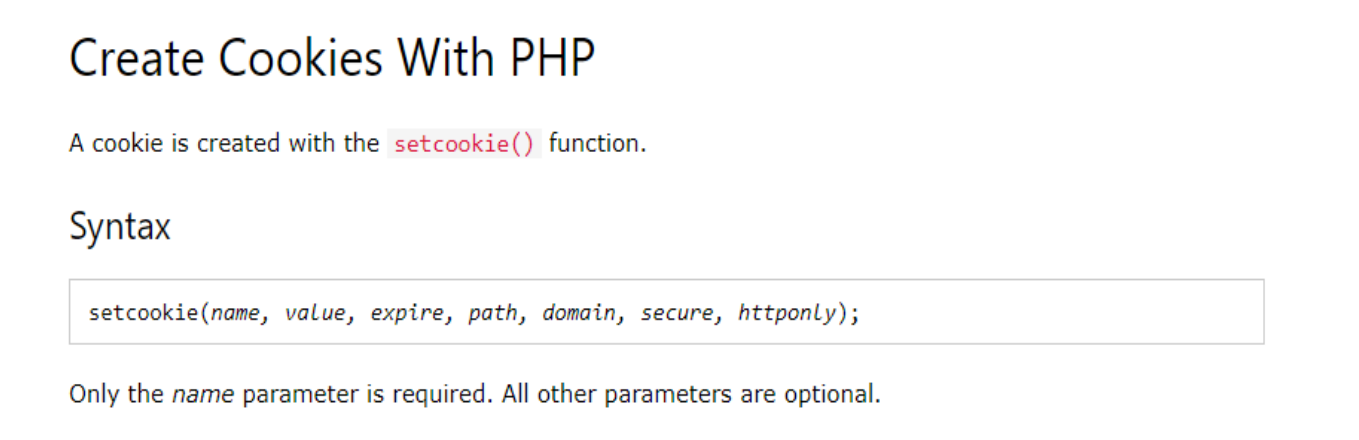 Create Cookies With PHP
A cookie is created with the setcookie() function.
Syntax
setcookie(name, value, expire, path, domain, secure, httponly);
Only the name parameter is required. All other parameters are optional.